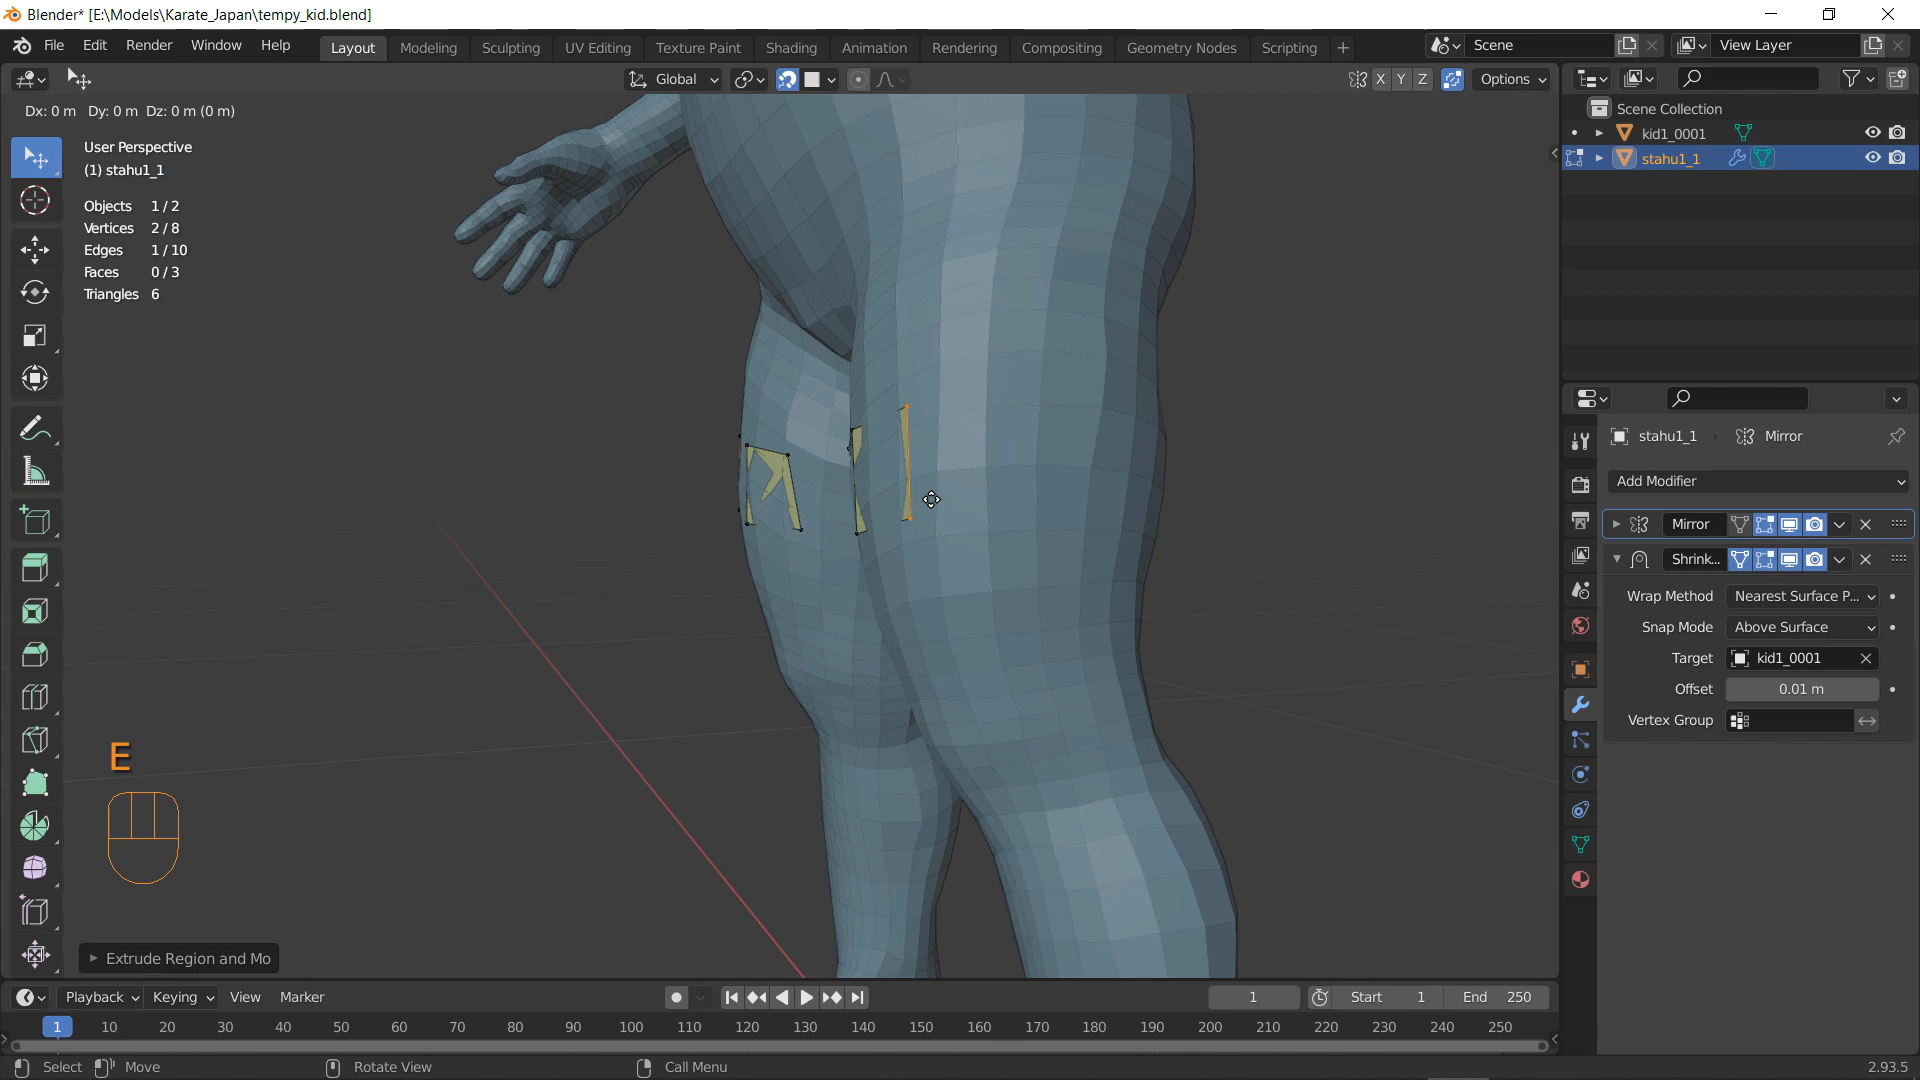 Blender* [E:\Models\Karate_Japan\tempy_kid.blend]
File Edit Render Window Help Layout Modeling Sculpting UV Editing Texture Paint Shading Animation Rendering Compositing Geometry Nodes Scripting + Scene View Layer
Global X Y Z Options
Dx: 0 m Dy: 0 m Dz: 0 m (0 m)
User Perspective
(1) stahu1_1
Objects 1 / 2
Vertices 2 / 8
Edges 1 / 10
Faces 0 / 3
Triangles 6
E
Extrude Region and Mo
Scene Collection
kid1_0001
stahu1_1
stahu1_1 Mirror
Add Modifier
Mirror
Shrink...
Wrap Method Nearest Surface P...
Snap Mode Above Surface
Target kid1_0001
Offset 0.01 m
Vertex Group
Playback Keying View Marker 1 Start 1 End 250
1 10 20 30 40 50 60 70 80 90 100 110 120 130 140 150 160 170 180 190 200 210 220 230 240 250
Select Move Rotate View Call Menu 2.93.5